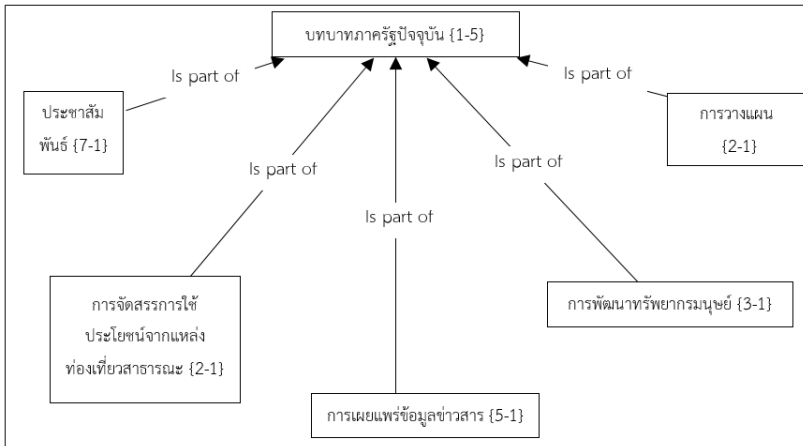 บทบาทภาครัฐปัจจุบัน {1-5}
Is part of
Is part of
ประชาสัม
พันธ์ {7-1}
การวางแผน
{2-1}
Is part of
Is part of
Is part of
การจัดสรรการใช้
ประโยชน์จากแหล่ง
ท่องเที่ยวสาธารณะ {2-1}
การพัฒนาทรัพยากรมนุษย์ {3-1}
การเผยแพร่ข้อมูลข่าวสาร {5-1}